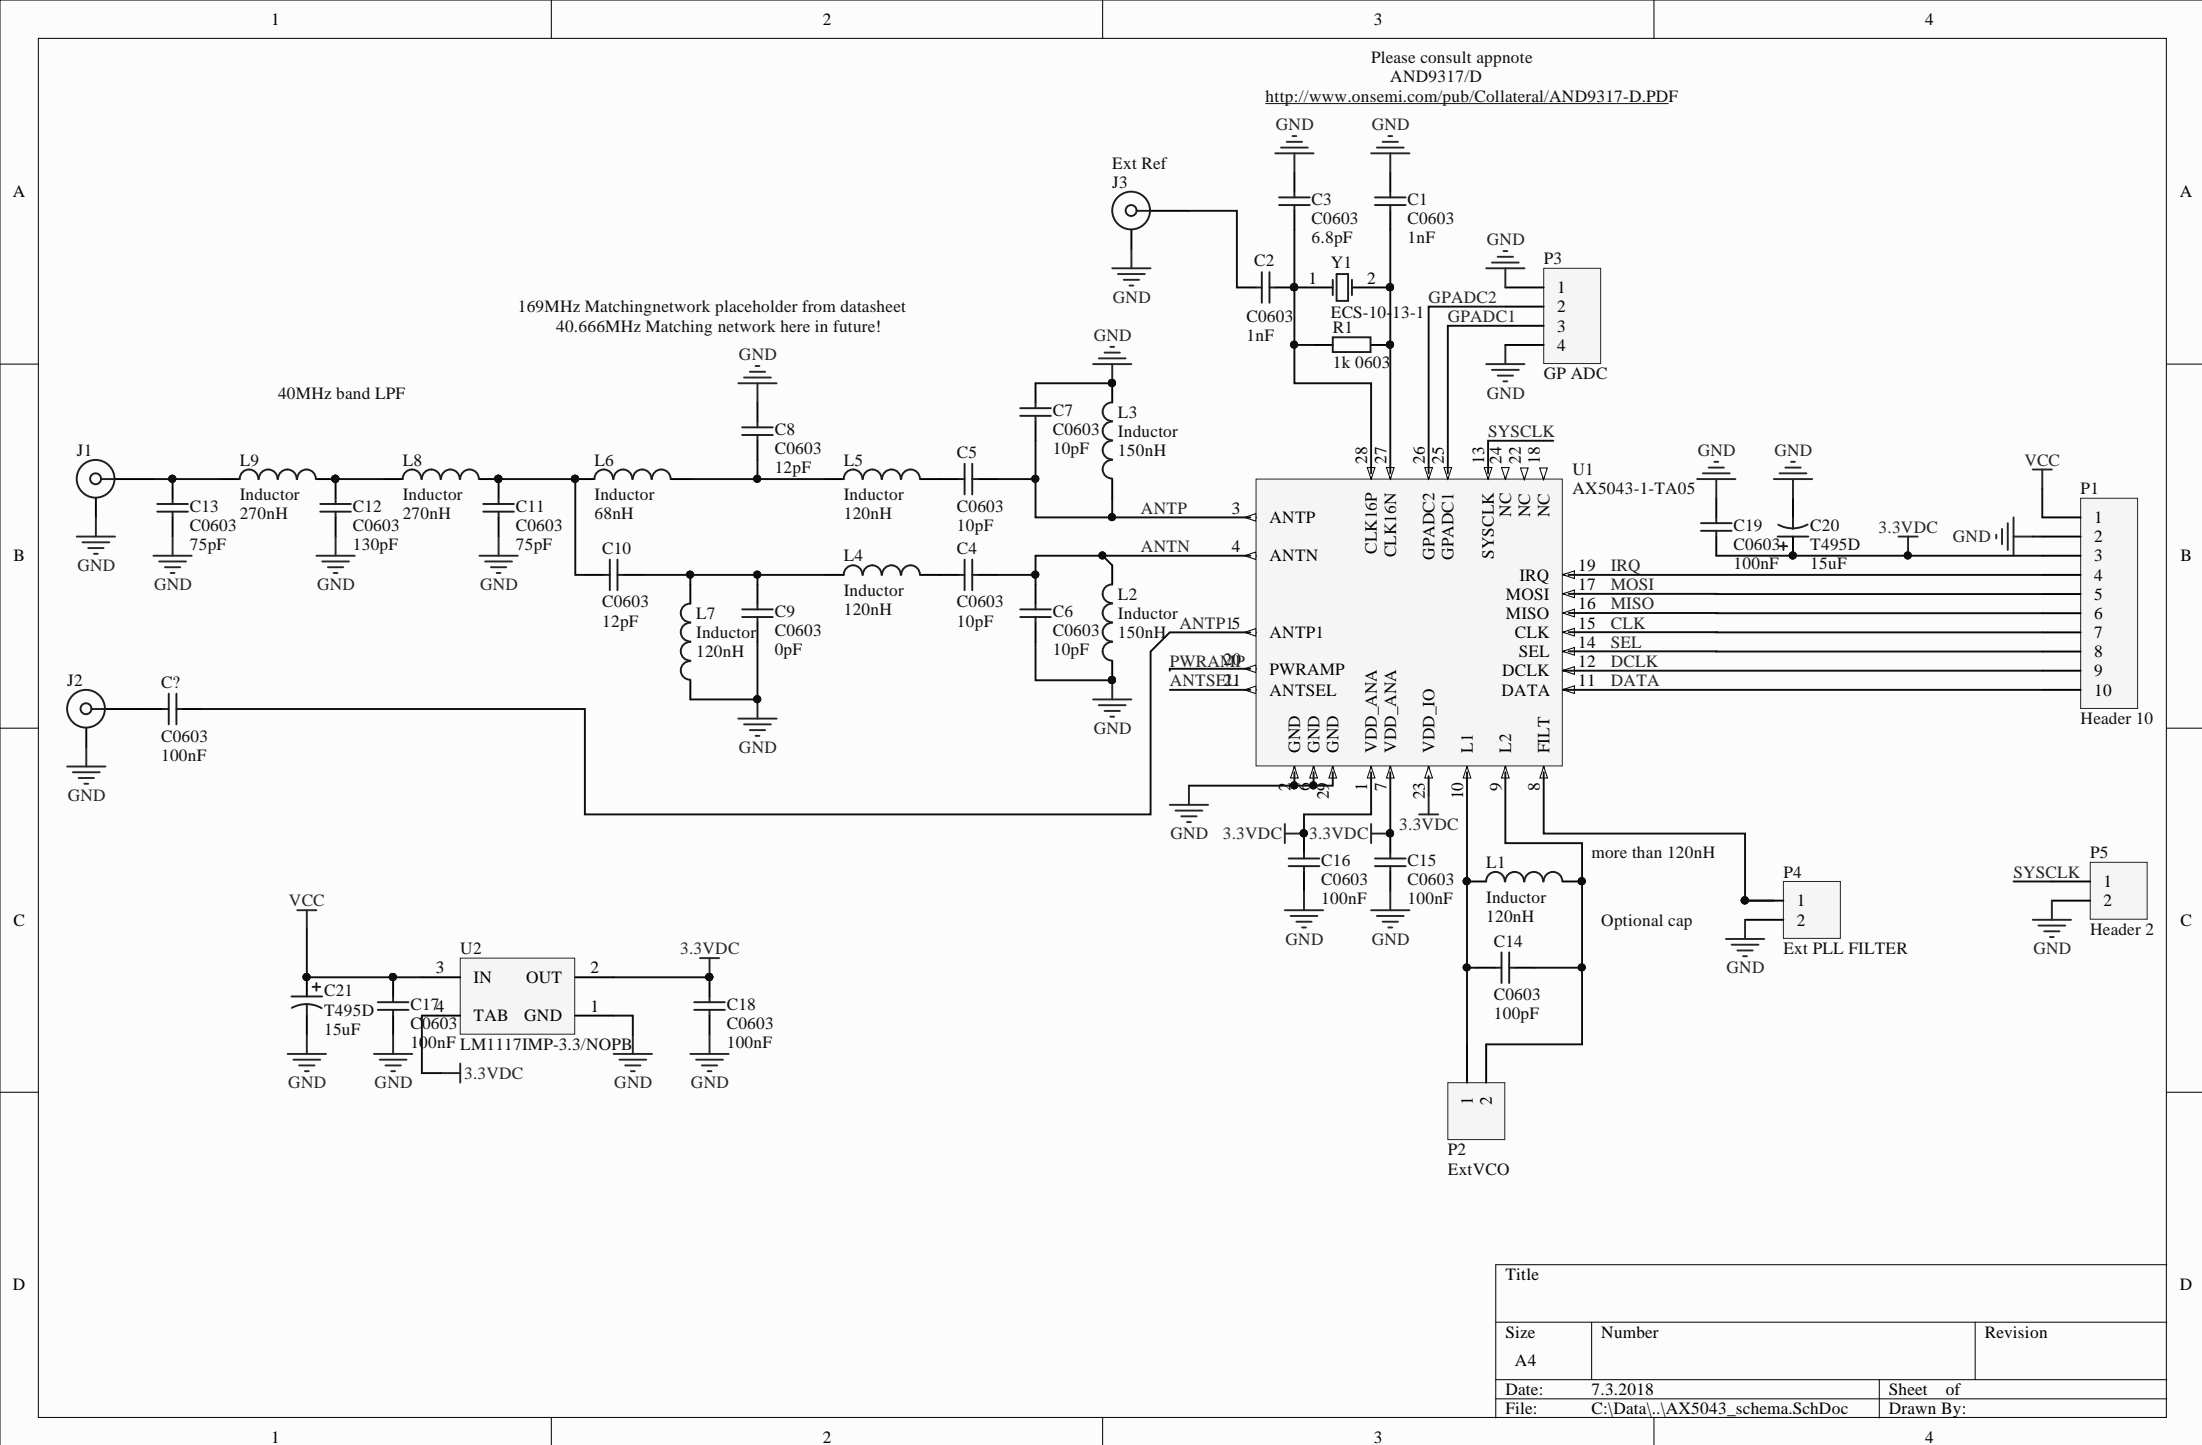 1
2
3
4
A
B
C
D
A
B
C
D
1
2
3
4
Please consult appnote
AND9317/D
http://www.onsemi.com/pub/Collateral/AND9317-D.PDF
GND
GND
Ext Ref
J3
GND
C3
C0603
6.8pF
C1
C0603
1nF
C2
C0603
1nF
1
Y1
2
ECS-10-13-1
R1
1k 0603
GND
P3
1
2
3
4
GPADC2
GPADC1
GP ADC
GND
169MHz Matchingnetwork placeholder from datasheet
40.666MHz Matching network here in future!
40MHz band LPF
J1
GND
C13
C0603
75pF
GND
L9
Inductor
270nH
C12
C0603
130pF
GND
L8
Inductor
270nH
C11
C0603
75pF
GND
L6
Inductor
68nH
GND
C8
C0603
12pF
L5
Inductor
120nH
C5
C0603
10pF
GND
C7
C0603
10pF
L3
Inductor
150nH
C10
C0603
12pF
L7
Inductor
120nH
C9
C0603
0pF
GND
L4
Inductor
120nH
C4
C0603
10pF
C6
C0603
10pF
L2
Inductor
150nH
GND
J2
GND
C?
C0603
100nF
ANTP
3
ANTN
4
ANTP1
5
PWRAMP
20
ANTSEL
21
28
27
26
25
13
24
22
18
SYSCLK
U1
AX5043-1-TA05
ANTP
ANTN
ANTP1
PWRAMP
ANTSEL
CLK16P
CLK16N
GPADC2
GPADC1
SYSCLK
NC
NC
NC
IRQ
MOSI
MISO
CLK
SEL
DCLK
DATA
GND
GND
GND
VDD_ANA
VDD_ANA
VDD_IO
L1
L2
FILT
19 IRQ
17 MOSI
16 MISO
15 CLK
14 SEL
12 DCLK
11 DATA
GND
C19
C0603
100nF
GND
C20
T495D
15uF
+
3.3VDC
GND
VCC
P1
1
2
3
4
5
6
7
8
9
10
Header 10
2
6
29
1
7
23
10
9
8
GND
3.3VDC
3.3VDC
3.3VDC
C16
C0603
100nF
GND
C15
C0603
100nF
GND
more than 120nH
L1
Inductor
120nH
Optional cap
C14
C0603
100pF
1
2
P2
ExtVCO
P4
1
2
GND
Ext PLL FILTER
P5
SYSCLK
1
2
GND
Header 2
VCC
+
C21
T495D
15uF
GND
C17
C0603
100nF
GND
U2
3
IN
OUT
2
4
TAB
GND
1
LM1117IMP-3.3/NOPB
3.3VDC
GND
3.3VDC
C18
C0603
100nF
GND
Title
Size
A4
Number
Revision
Date: 7.3.2018
Sheet of
File: C:\Data\..\AX5043_schema.SchDoc
Drawn By: